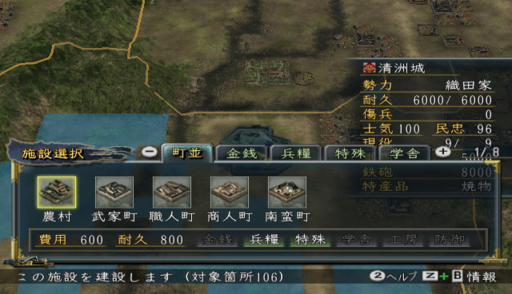 清洲城
勢力 織田家
耐久 6000/ 6000
傷兵 0
士気 100 民忠 96
現役 9/ 9
施設選択 町並 金銭 兵糧 特殊 学舎 1/8
鉄砲 8000
特産品 焼物
農村 武家町 職人町 商人町 南蛮町
費用 600 耐久 800 金銭 兵糧 特殊 学舎 工房 防御
この施設を建設します (対象箇所106) 2ヘルプ Z+B情報